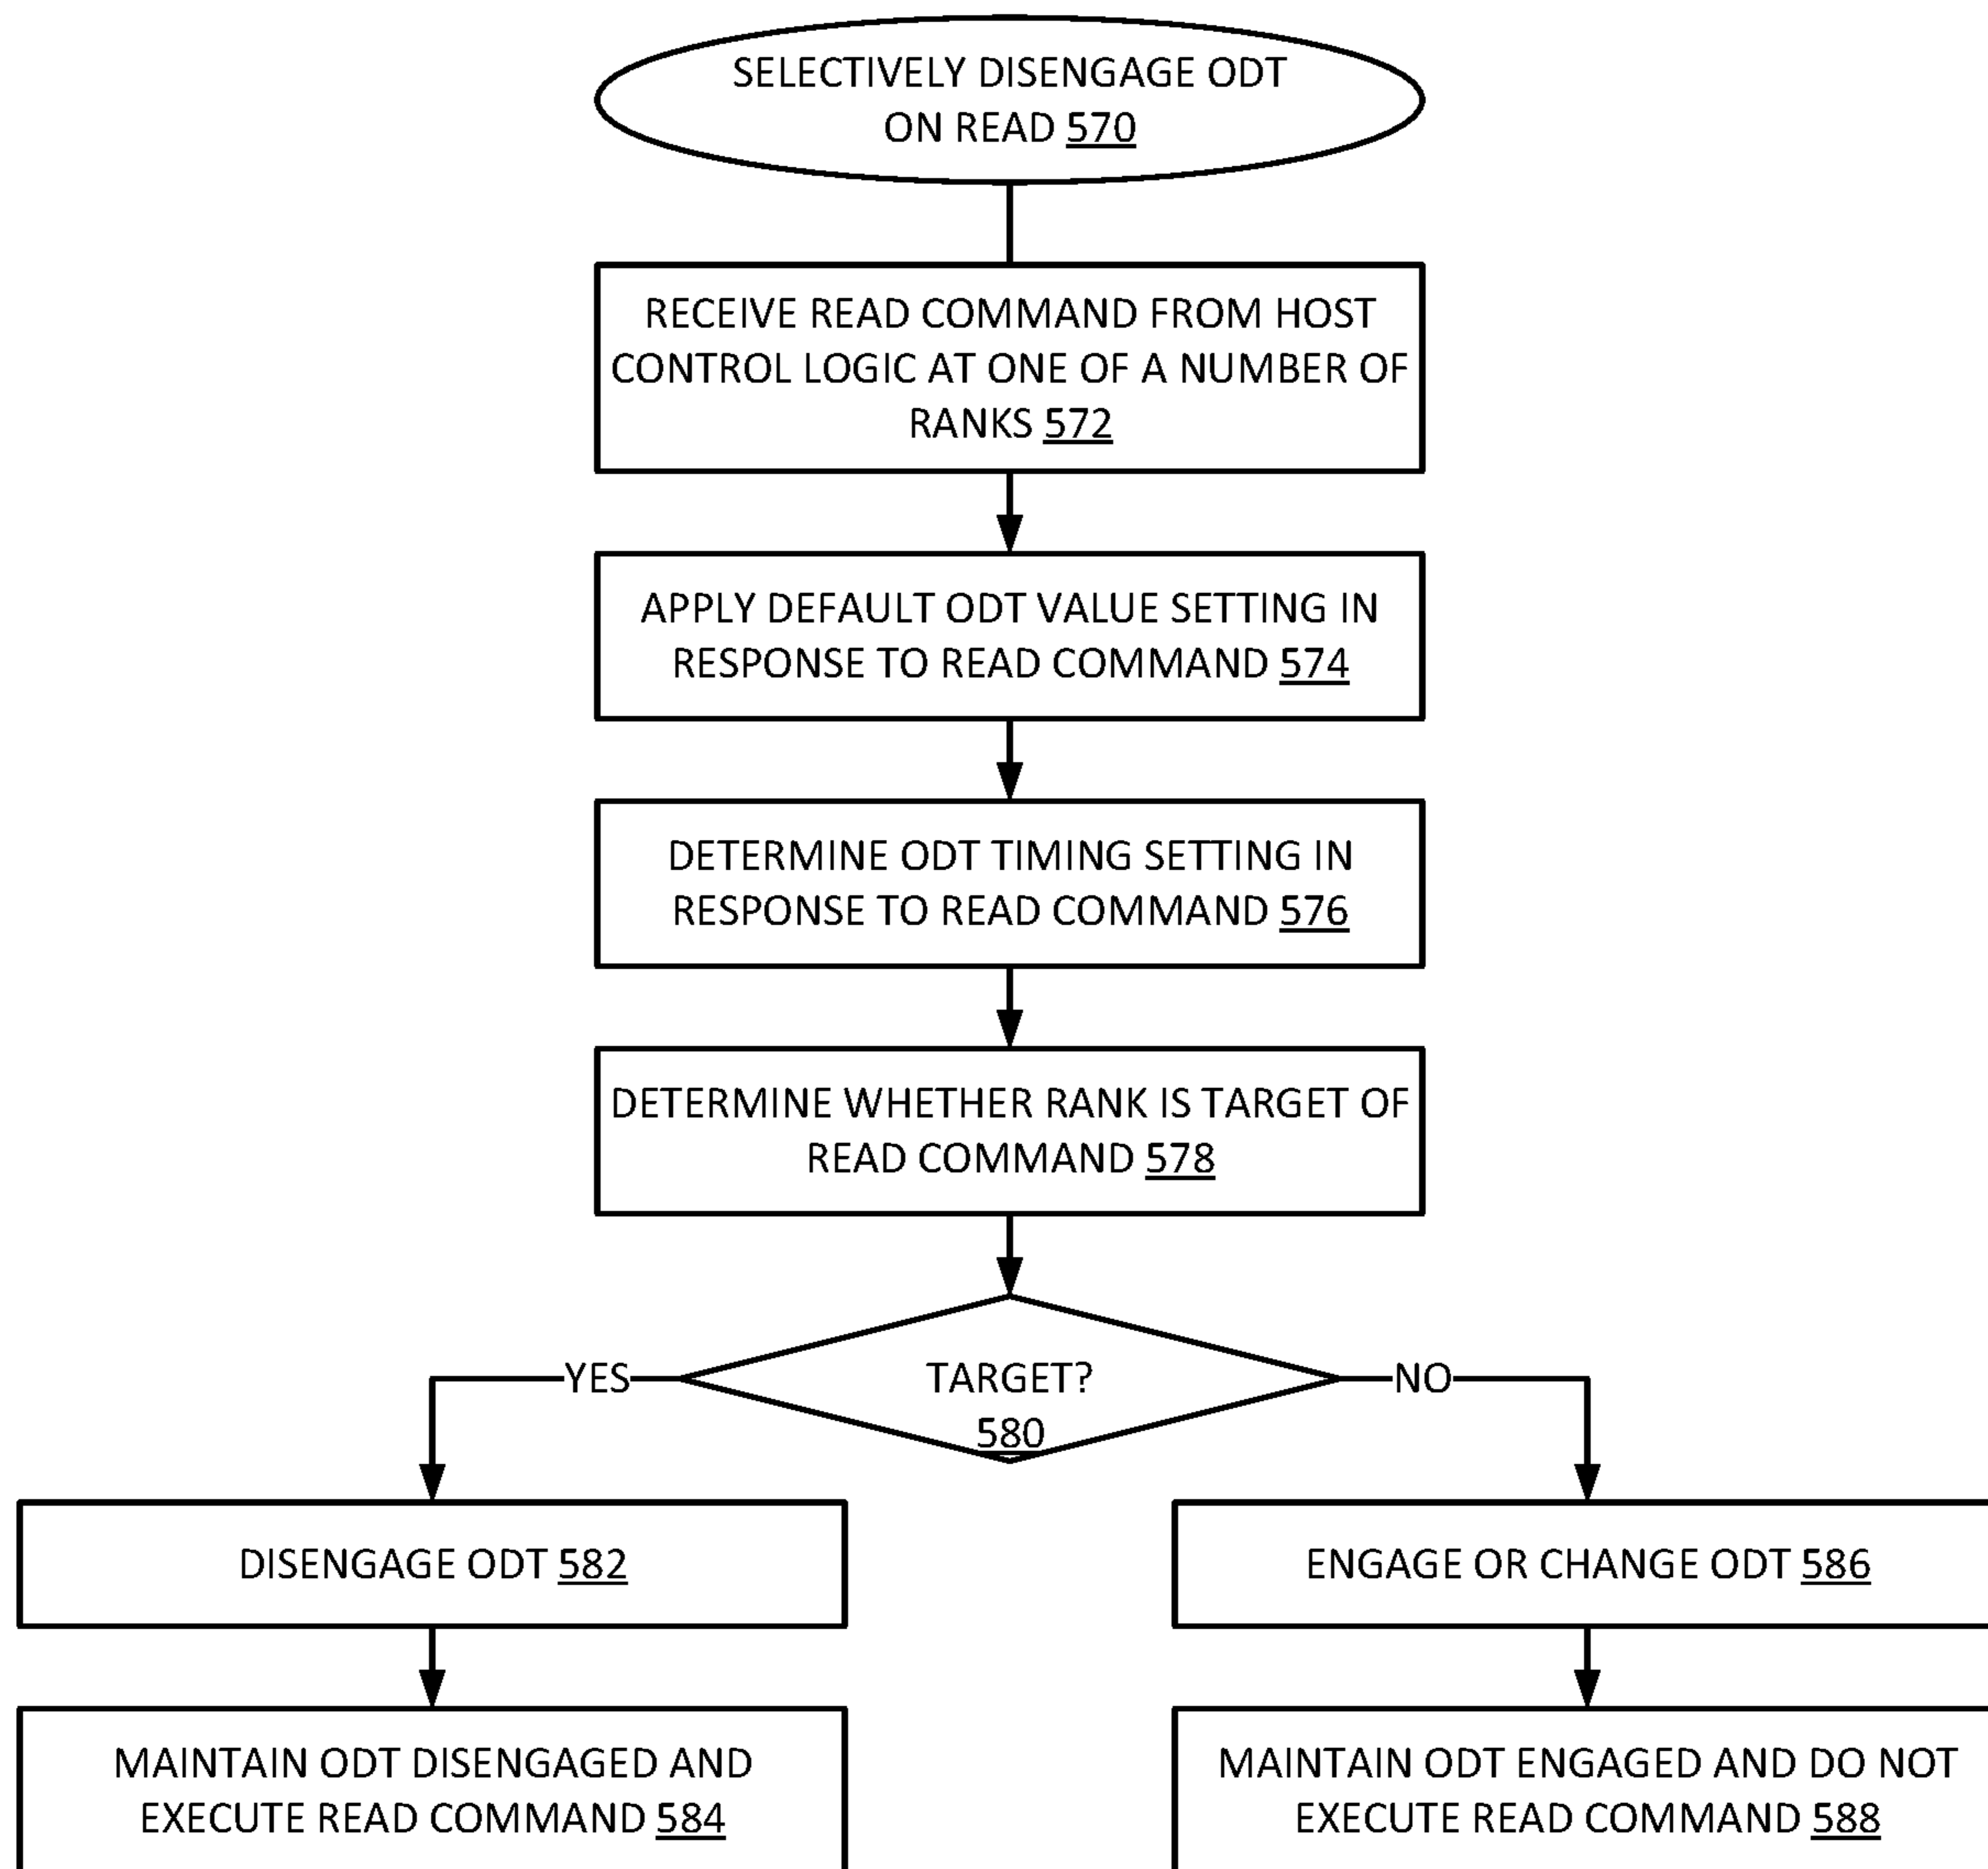 SELECTIVELY DISENGAGE ODT
ON READ 570
RECEIVE READ COMMAND FROM HOST
CONTROL LOGIC AT ONE OF A NUMBER OF
RANKS 572
APPLY DEFAULT ODT VALUE SETTING IN
RESPONSE TO READ COMMAND 574
DETERMINE ODT TIMING SETTING IN
RESPONSE TO READ COMMAND 576
DETERMINE WHETHER RANK IS TARGET OF
READ COMMAND 578
YES
TARGET?
580
NO
DISENGAGE ODT 582
ENGAGE OR CHANGE ODT 586
MAINTAIN ODT DISENGAGED AND
EXECUTE READ COMMAND 584
MAINTAIN ODT ENGAGED AND DO NOT
EXECUTE READ COMMAND 588